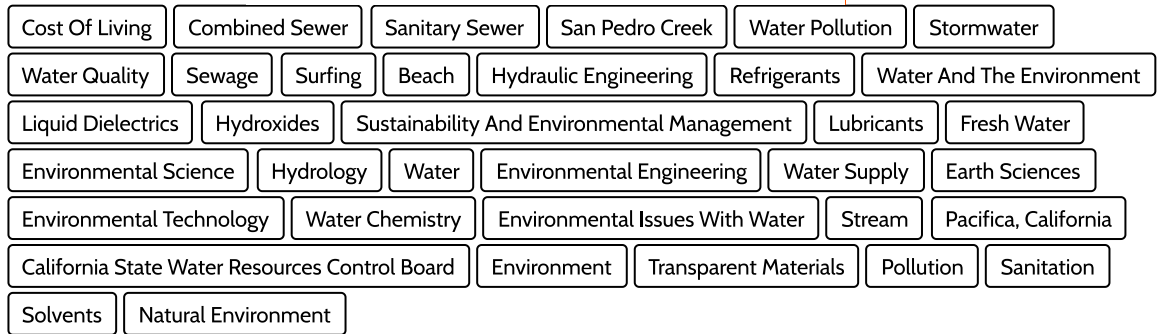 Cost Of Living Combined Sewer Sanitary Sewer San Pedro Creek Water Pollution Stormwater
Water Quality Sewage Surfing Beach Hydraulic Engineering Refrigerants Water And The Environment
Liquid Dielectrics Hydroxides Sustainability And Environmental Management Lubricants Fresh Water
Environmental Science Hydrology Water Environmental Engineering Water Supply Earth Sciences
Environmental Technology Water Chemistry Environmental Issues With Water Stream Pacifica, California
California State Water Resources Control Board Environment Transparent Materials Pollution Sanitation
Solvents Natural Environment